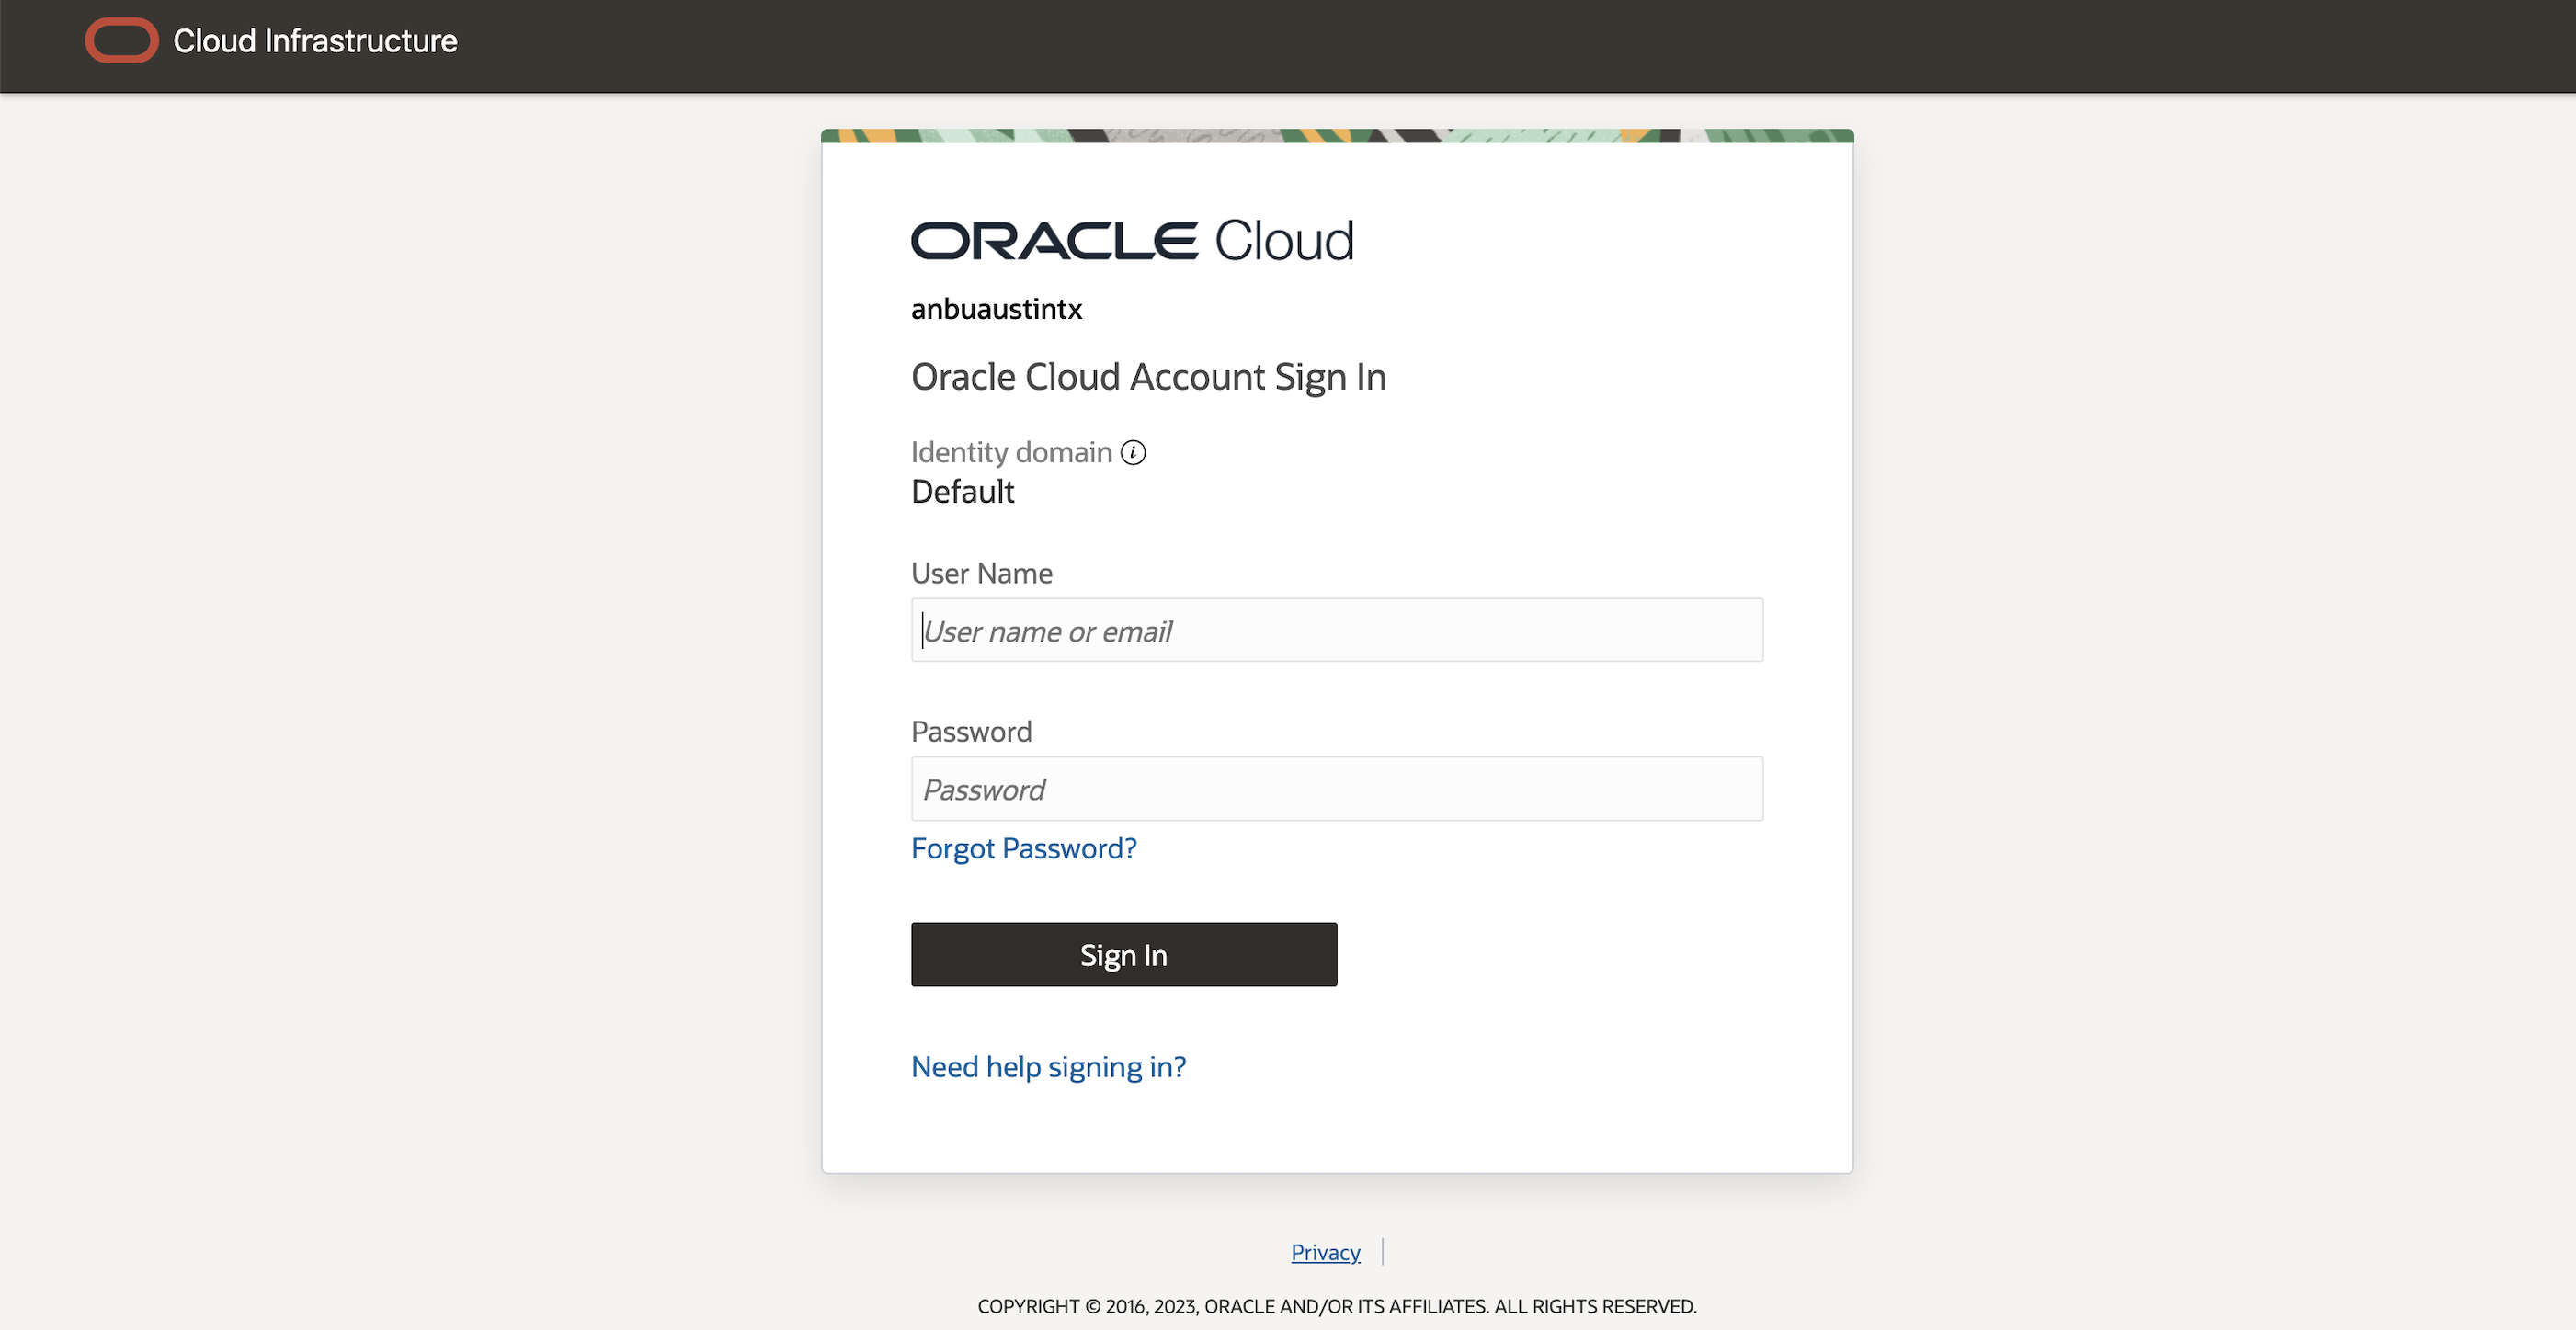 Cloud Infrastructure
ORACLE Cloud
anbuaustintx
Oracle Cloud Account Sign In
Identity domain i
Default
User Name
User name or email
Password
Password
Forgot Password?
Sign In
Need help signing in?
Privacy
COPYRIGHT © 2016, 2023, ORACLE AND/OR ITS AFFILIATES. ALL RIGHTS RESERVED.